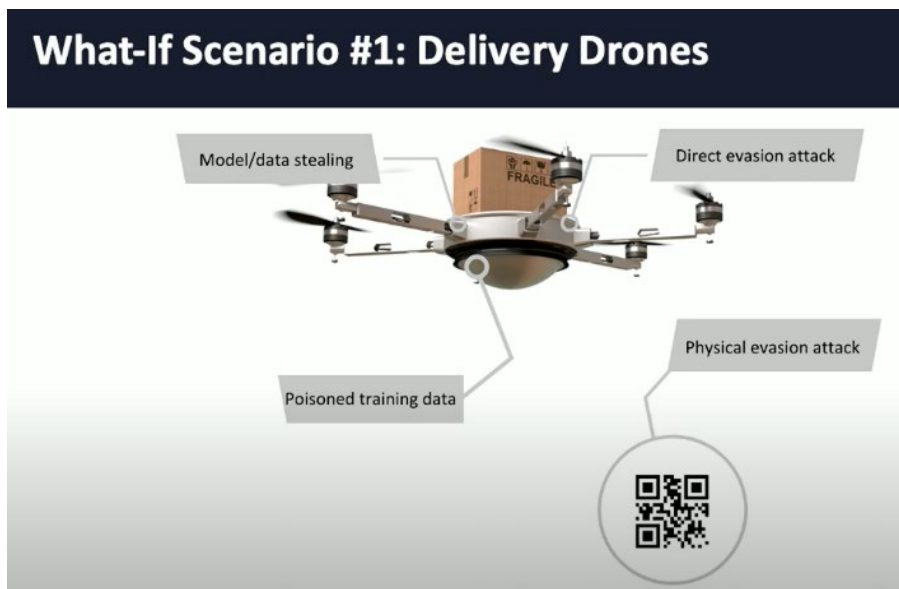 What-If Scenario #1: Delivery Drones
Model/data stealing
Direct evasion attack
FRAGILE
Physical evasion attack
Poisoned training data